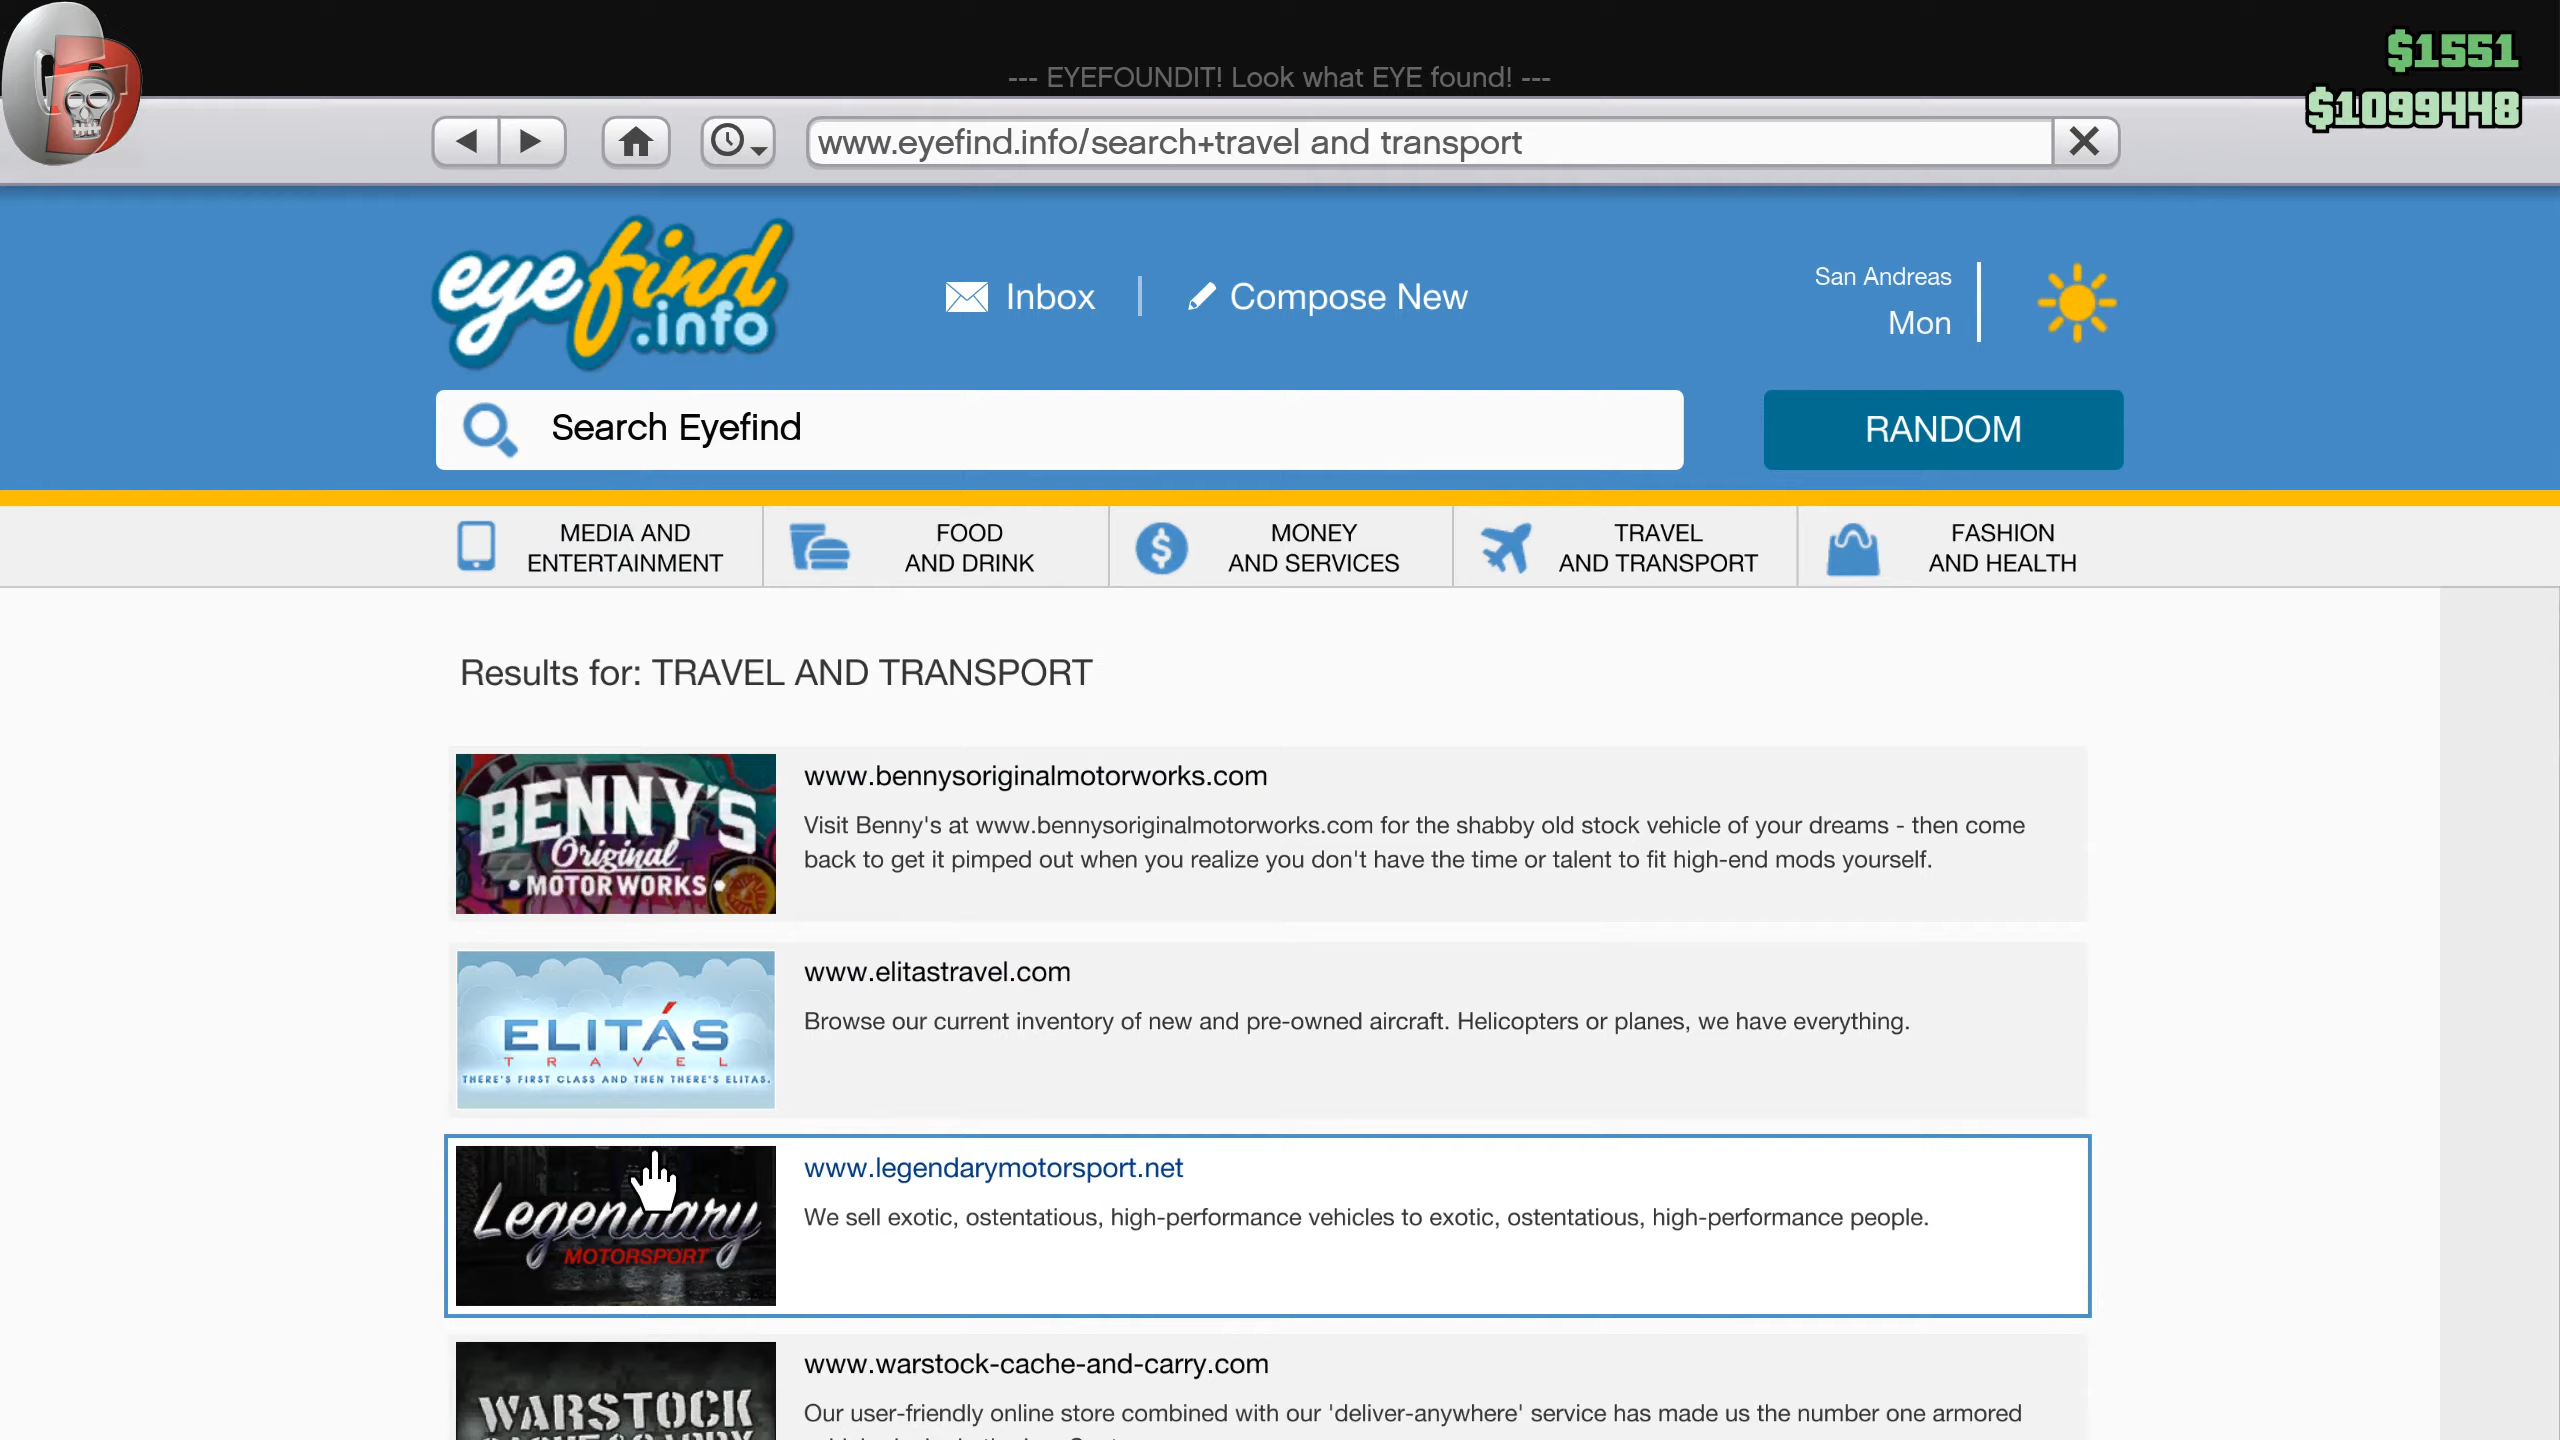 $1551
--- EYEFOUNDIT! Look what EYE found! ---
$1099448
www.eyefind.info/search+travel and transport
eyefind
.info
Inbox
Compose New
San Andreas
Mon
Search Eyefind
RANDOM
MEDIA AND
ENTERTAINMENT
FOOD
AND DRINK
MONEY
AND SERVICES
TRAVEL
AND TRANSPORT
FASHION
AND HEALTH
Results for: TRAVEL AND TRANSPORT
BENNY'S
Original
MOTOR WORKS
www.bennysoriginalmotorworks.com
Visit Benny's at www.bennysoriginalmotorworks.com for the shabby old stock vehicle of your dreams - then come
back to get it pimped out when you realize you don't have the time or talent to fit high-end mods yourself.
ELITÁS
TRAVEL
THERE'S FIRST CLASS AND THEN THERE'S ELITAS.
www.elitastravel.com
Browse our current inventory of new and pre-owned aircraft. Helicopters or planes, we have everything.
Legendary
MOTORSPORT
www.legendarymotorsport.net
We sell exotic, ostentatious, high-performance vehicles to exotic, ostentatious, high-performance people.
WARSTOCK
www.warstock-cache-and-carry.com
Our user-friendly online store combined with our 'deliver-anywhere' service has made us the number one armored